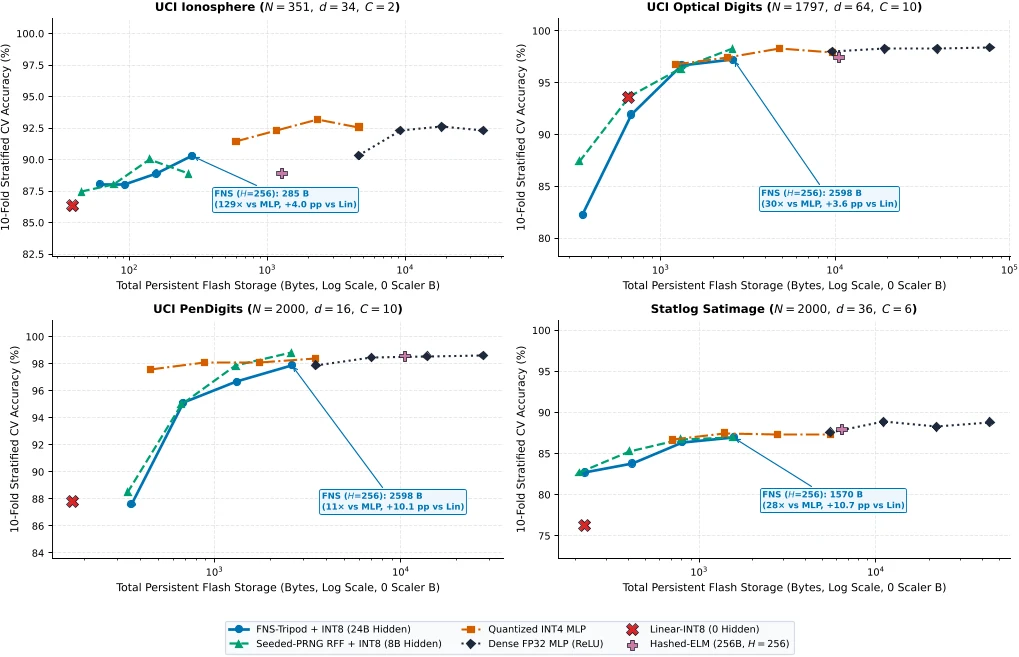 UCI Ionosphere (N = 351, d = 34, C = 2)
10-Fold Stratified CV Accuracy (%)
100.0
97.5
95.0
92.5
90.0
87.5
85.0
82.5
FNS (H=256): 285 B
(129× vs MLP, +4.0 pp vs Lin)
10²
10³
10⁴
Total Persistent Flash Storage (Bytes, Log Scale, 0 Scaler B)
UCI Optical Digits (N = 1797, d = 64, C = 10)
10-Fold Stratified CV Accuracy (%)
100
95
90
85
80
FNS (H=256): 2598 B
(30× vs MLP, +3.6 pp vs Lin)
10³
10⁴
10⁵
Total Persistent Flash Storage (Bytes, Log Scale, 0 Scaler B)
UCI PenDigits (N = 2000, d = 16, C = 10)
10-Fold Stratified CV Accuracy (%)
100
98
96
94
92
90
88
86
84
FNS (H=256): 2598 B
(11× vs MLP, +10.1 pp vs Lin)
10³
10⁴
Total Persistent Flash Storage (Bytes, Log Scale, 0 Scaler B)
Statlog Satimage (N = 2000, d = 36, C = 6)
10-Fold Stratified CV Accuracy (%)
100
95
90
85
80
75
FNS (H=256): 1570 B
(28× vs MLP, +10.7 pp vs Lin)
10³
10⁴
Total Persistent Flash Storage (Bytes, Log Scale, 0 Scaler B)
FNS-Tripod + INT8 (24B Hidden)
Seeded-PRNG RFF + INT8 (8B Hidden)
Quantized INT4 MLP
Dense FP32 MLP (ReLU)
Linear-INT8 (0 Hidden)
Hashed-ELM (256B, H = 256)